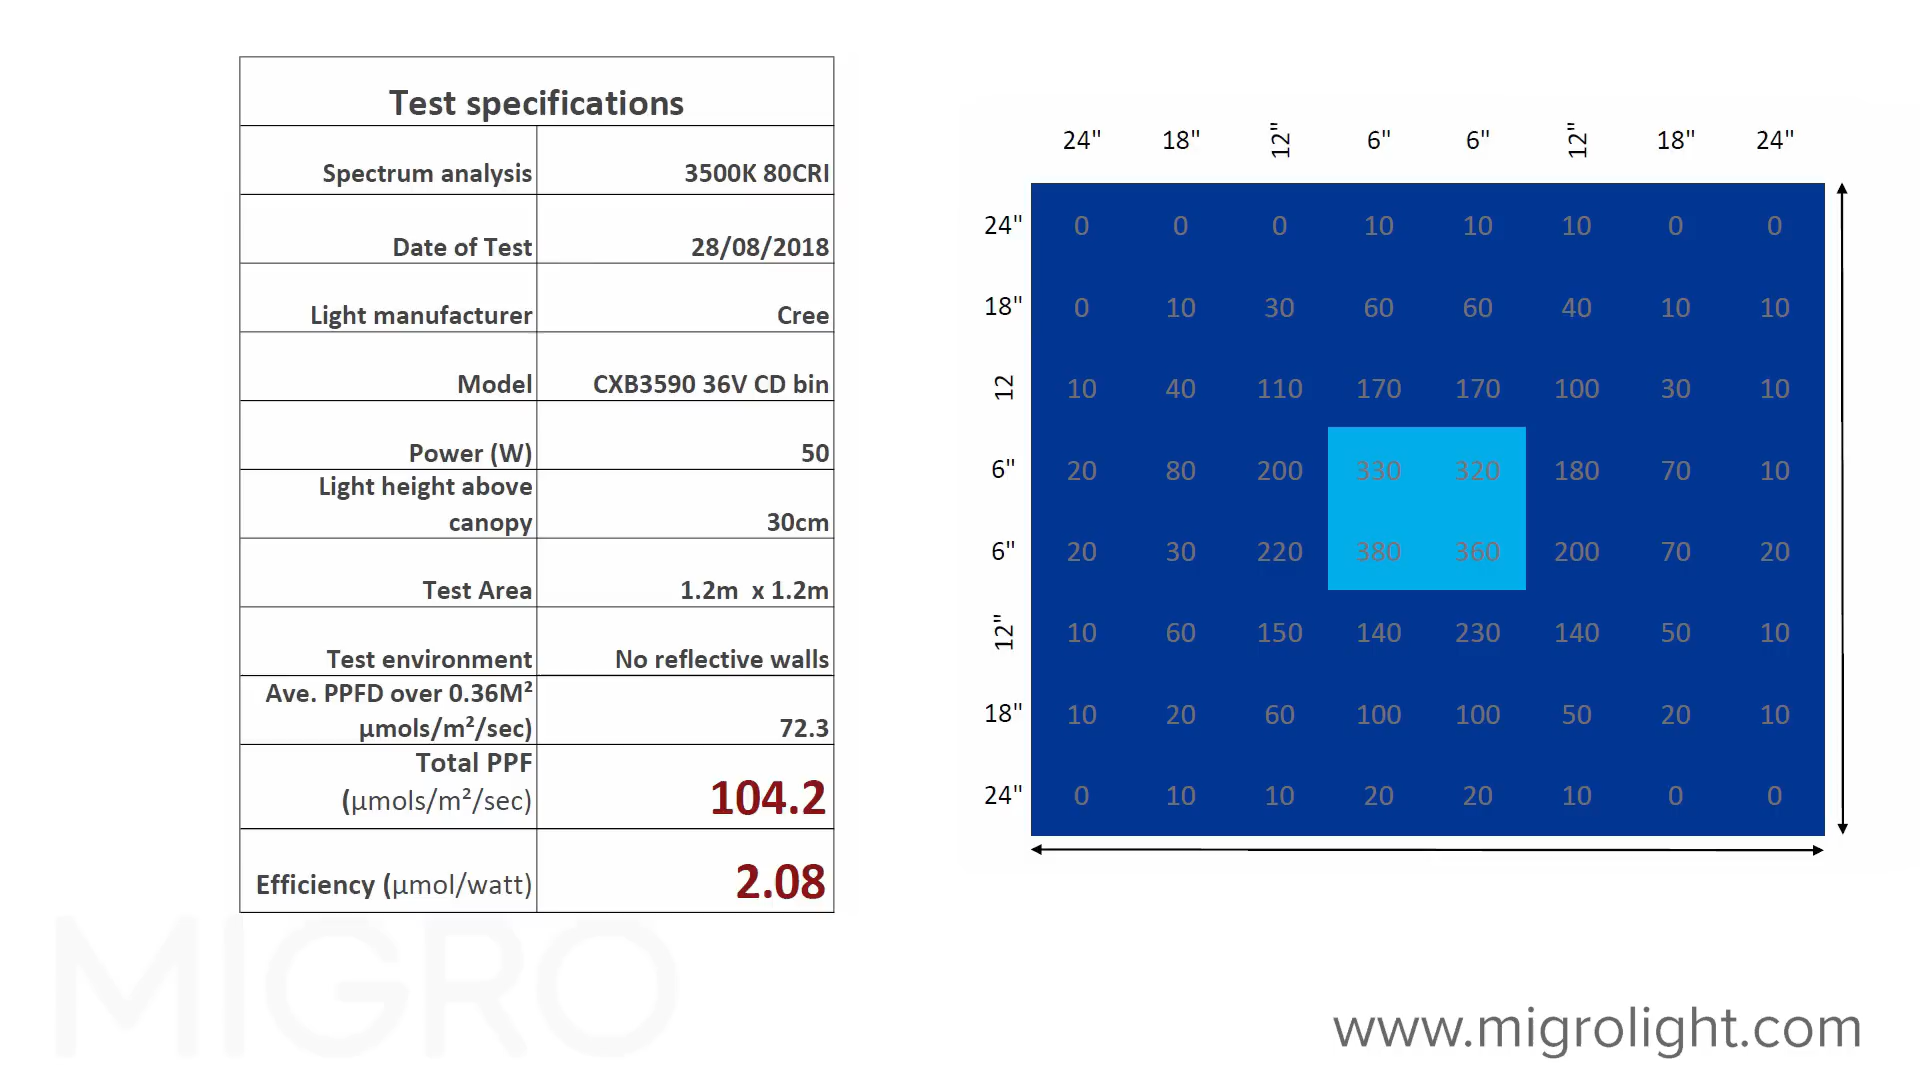 Test specifications
Spectrum analysis 3500K 80CRI
Date of Test 28/08/2018
Light manufacturer Cree
Model CXB3590 36V CD bin
Power (W) 50
Light height above
canopy 30cm
Test Area 1.2m x 1.2m
Test environment No reflective walls
Ave. PPFD over 0.36M²
µmols/m²/sec) 72.3
Total PPF
(µmols/m²/sec) 104.2
Efficiency (µmol/watt) 2.08
24" 18" 12" 6" 6" 12" 18" 24"
24" 0 0 0 10 10 10 0 0
18" 0 10 30 60 60 40 10 10
12 10 40 110 170 170 100 30 10
6" 20 80 200 330 320 180 70 10
6" 20 30 220 380 360 200 70 20
12" 10 60 150 140 230 140 50 10
18" 10 20 60 100 100 50 20 10
24" 0 10 10 20 20 10 0 0
MIGRO
www.migrolight.com